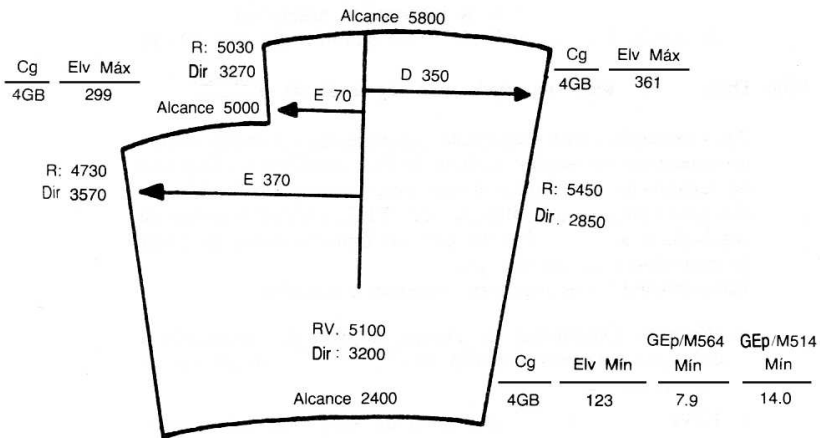 Alcance 5800
R: 5030
Dir 3270
Cg Elv Máx
4GB 299
D 350
Cg Elv Máx
4GB 361
Alcance 5000
E 70
R: 4730
Dir 3570
E 370
R: 5450
Dir. 2850
RV. 5100
Dir: 3200
Cg Elv Mín GEp/M564 Mín GEp/M514 Mín
4GB 123 7.9 14.0
Alcance 2400